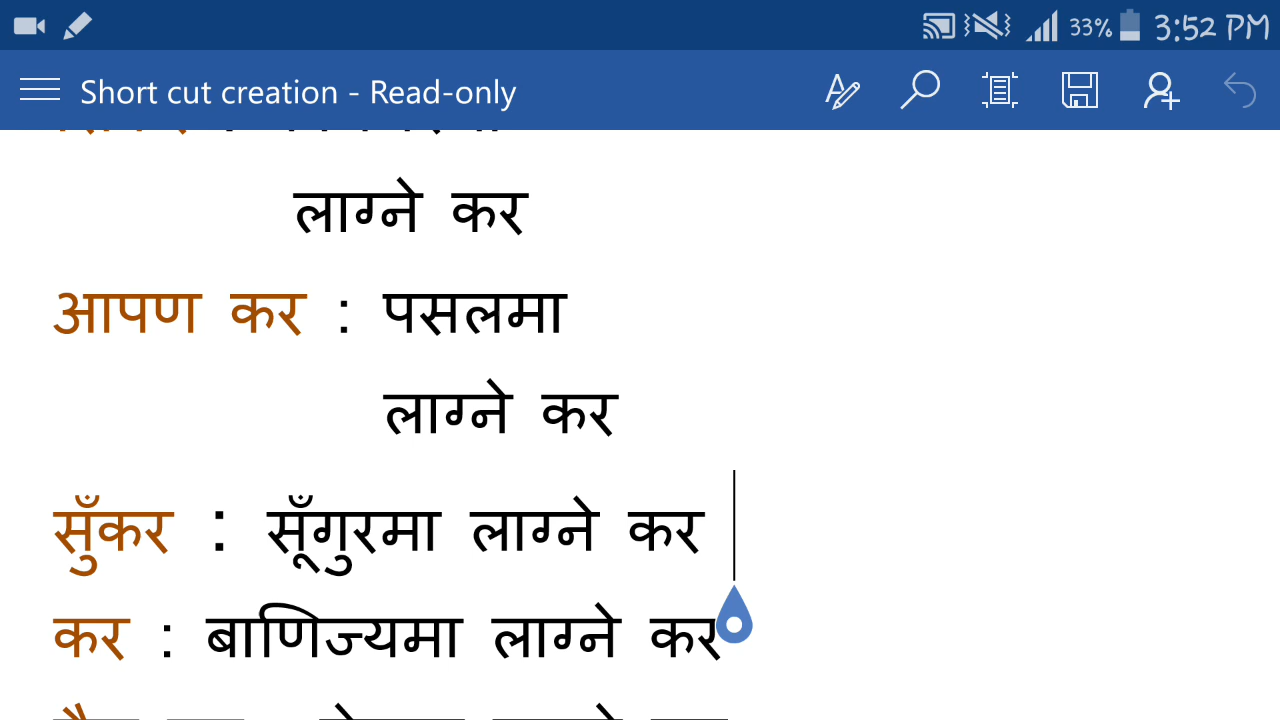 33% 3:52 PM
Short cut creation - Read-only
लाग्ने कर
आपण कर : पसलमा
लाग्ने कर
सुँकर : सूँगुरमा लाग्ने कर
कर : बाणिज्यमा लाग्ने कर